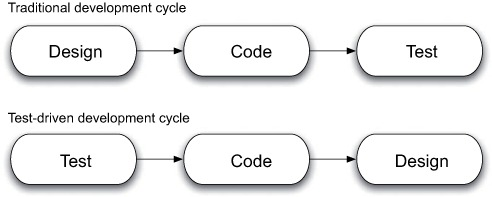 Traditional development cycle
Design Code Test
Test-driven development cycle
Test Code Design